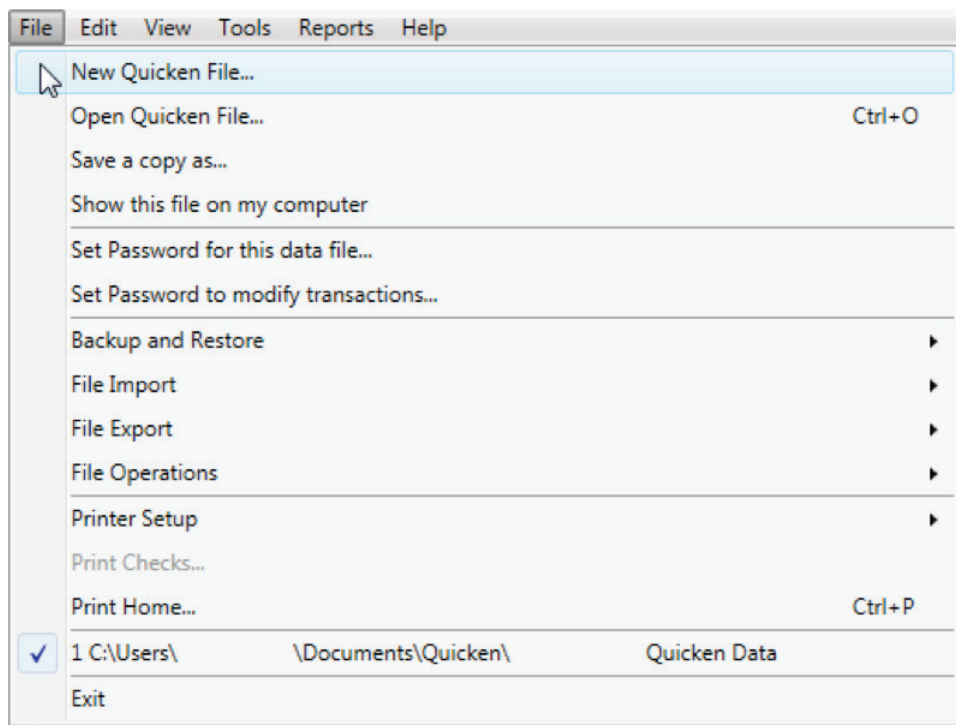 File Edit View Tools Reports Help
New Quicken File...
Open Quicken File... Ctrl+O
Save a copy as...
Show this file on my computer
Set Password for this data file...
Set Password to modify transactions...
Backup and Restore
File Import
File Export
File Operations
Printer Setup
Print Checks...
Print Home... Ctrl+P
1 C:\Users\ \Documents\Quicken\ Quicken Data
Exit